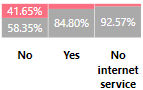 41.65%
58.35% 84.80% 92.57%
No Yes No
internet
service